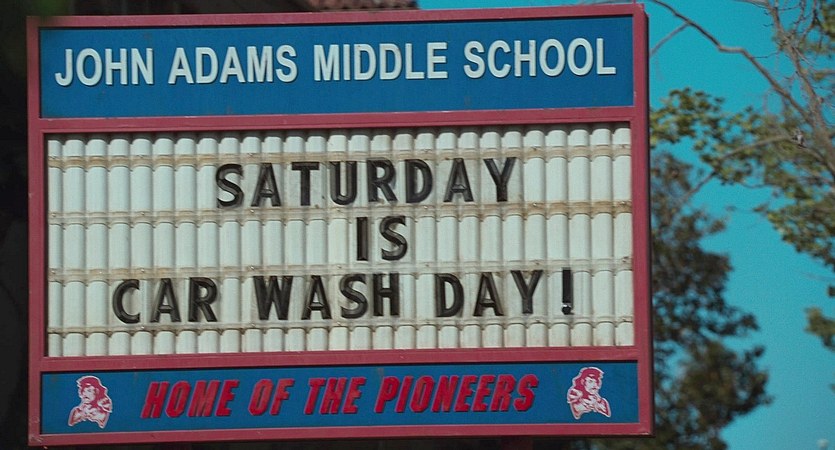 JOHN ADAMS MIDDLE SCHOOL
SATURDAY
IS
CAR WASH DAY!
HOME OF THE PIONEERS